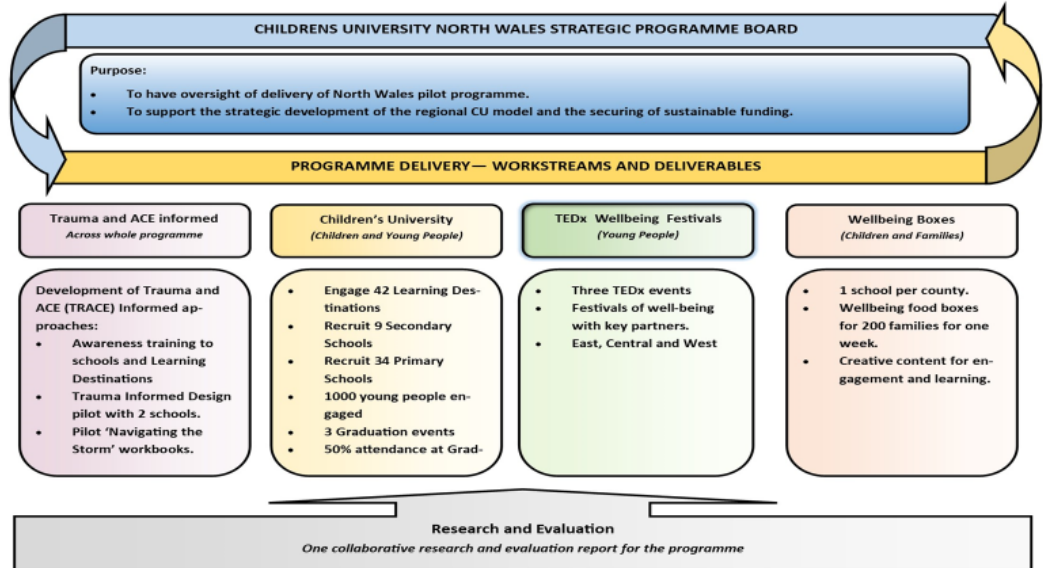 CHILDRENS UNIVERSITY NORTH WALES STRATEGIC PROGRAMME BOARD
Purpose:
• To have oversight of delivery of North Wales pilot programme.
• To support the strategic development of the regional CU model and the securing of sustainable funding.
PROGRAMME DELIVERY— WORKSTREAMS AND DELIVERABLES
Trauma and ACE informed
Across whole programme
Development of Trauma and
ACE (TRACE) Informed ap-
proaches:
• Awareness training to
schools and Learning
Destinations
• Trauma Informed Design
pilot with 2 schools.
• Pilot ‘Navigating the
Storm’ workbooks.
Children’s University
(Children and Young People)
• Engage 42 Learning Des-
tinations
• Recruit 9 Secondary
Schools
• Recruit 34 Primary
Schools
• 1000 young people en-
gaged
• 3 Graduation events
• 50% attendance at Grad-
TEDx Wellbeing Festivals
(Young People)
• Three TEDx events
• Festivals of well-being
with key partners.
• East, Central and West
Wellbeing Boxes
(Children and Families)
• 1 school per county.
• Wellbeing food boxes
for 200 families for one
week.
• Creative content for en-
gagement and learning.
Research and Evaluation
One collaborative research and evaluation report for the programme